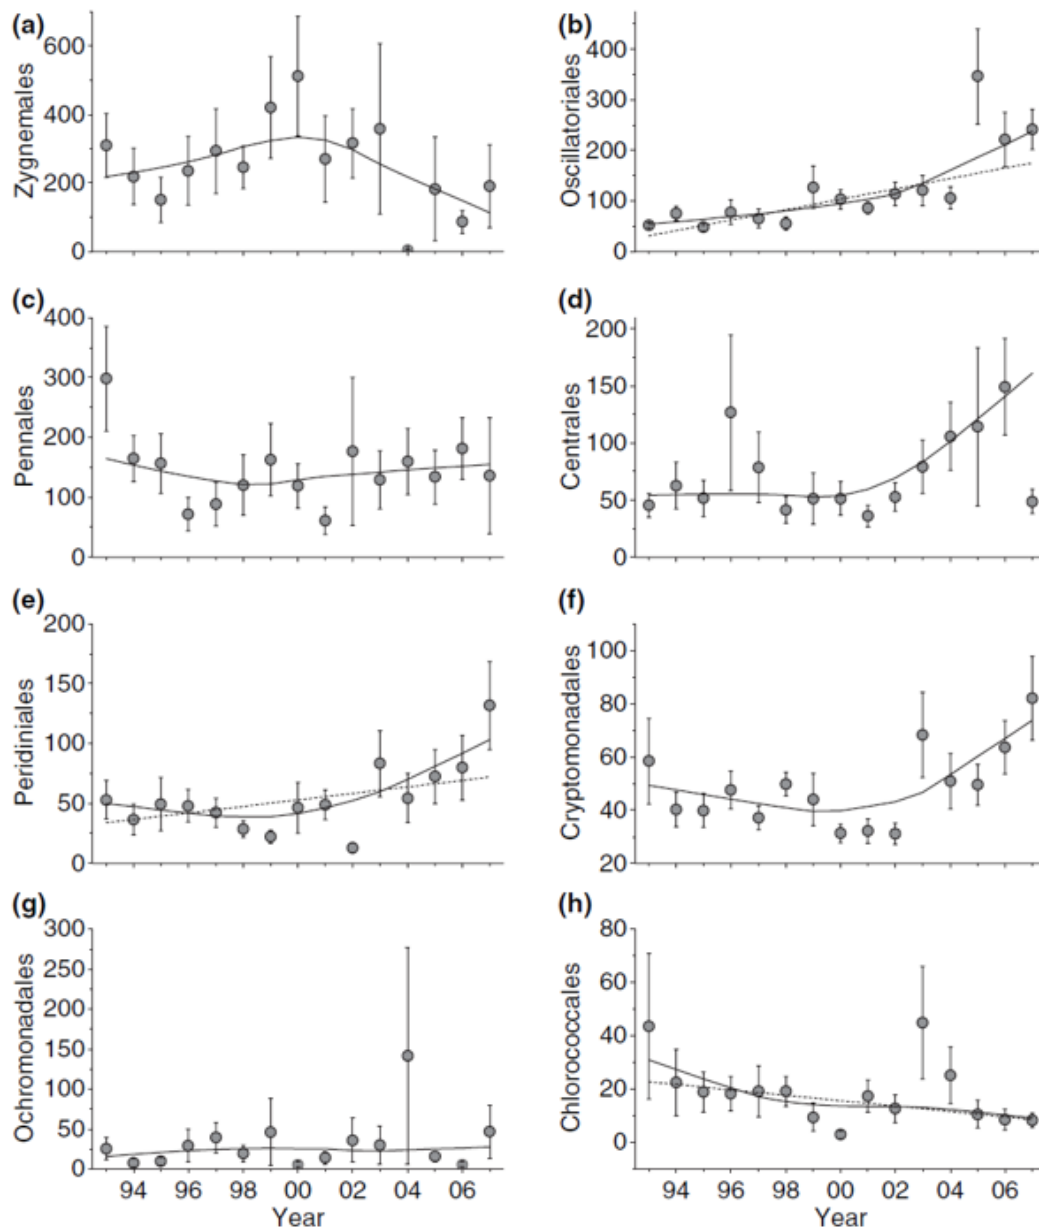 (a)
Zygnemales
600
400
200
0
(b)
Oscillatoriales
400
300
200
100
0
(c)
Pennales
400
300
200
100
0
(d)
Centrales
200
150
100
50
0
(e)
Peridiniales
200
150
100
50
0
(f)
Cryptomonadales
100
80
60
40
20
(g)
Ochromonadales
300
250
200
150
100
50
0
94 96 98 00 02 04 06
Year
(h)
Chlorococcales
80
60
40
20
0
94 96 98 00 02 04 06
Year